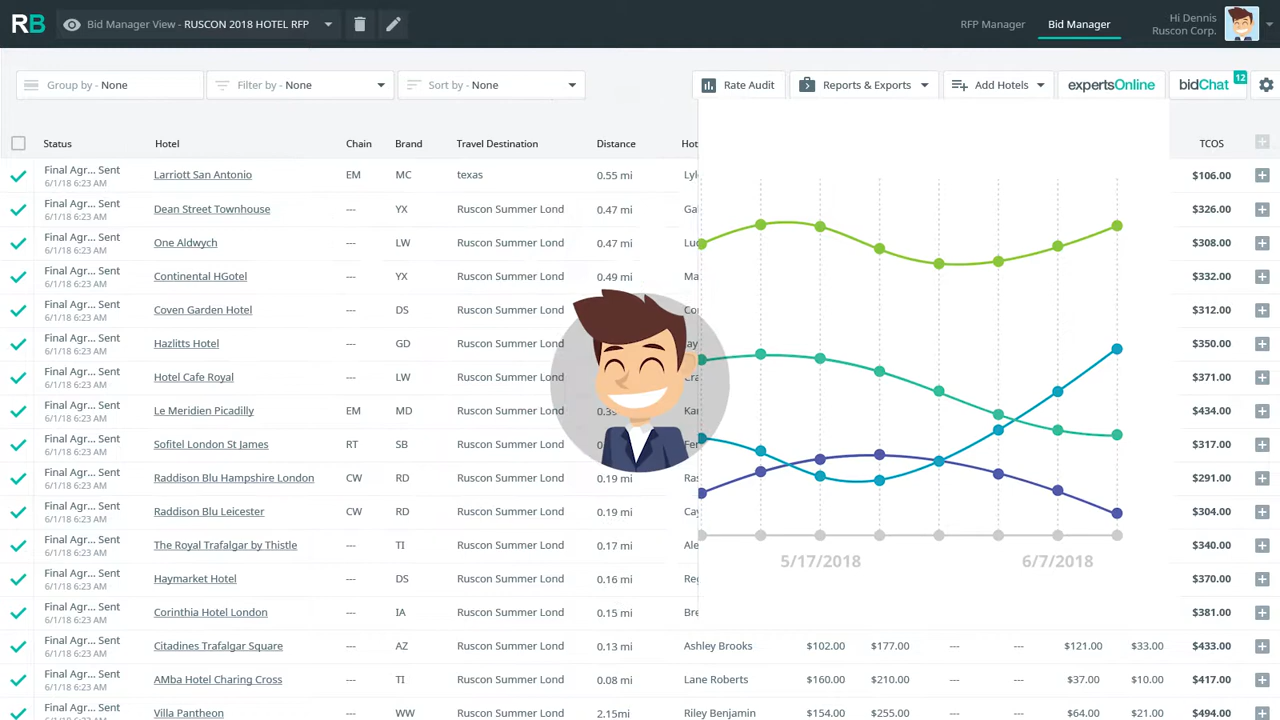 RB Bid Manager View - RUSCON 2018 HOTEL RFP RFP Manager Bid Manager Hi Dennis
Ruscon Corp.
Group by - None Filter by - None Sort by - None Rate Audit Reports & Exports Add Hotels expertsOnline bidChat 12
Status Hotel Chain Brand Travel Destination Distance Hot TCOS
Final Agr... Sent
6/1/18 6:23 AM Larriott San Antonio EM MC texas 0.55 mi Lyl $106.00
Final Agr... Sent
6/1/18 6:23 AM Dean Street Townhouse --- YX Ruscon Summer Lond 0.47 mi Ga $326.00
Final Agr... Sent
6/1/18 6:23 AM One Aldwych --- LW Ruscon Summer Lond 0.47 mi Luc $308.00
Final Agr... Sent
6/1/18 6:23 AM Continental HGotel --- YX Ruscon Summer Lond 0.49 mi Ma $332.00
Final Agr... Sent
6/1/18 6:23 AM Coven Garden Hotel --- DS Ruscon Summer Lond Co $312.00
Final Agr... Sent
6/1/18 6:23 AM Hazlitts Hotel --- GD Ruscon Summer Lond $350.00
Final Agr... Sent
6/1/18 6:23 AM Hotel Cafe Royal --- LW Ruscon Summer Lond Cra $371.00
Final Agr... Sent
6/1/18 6:23 AM Le Meridien Picadilly EM MD Ruscon Summer Lond Kar $434.00
Final Agr... Sent
6/1/18 6:23 AM Sofitel London St James RT SB Ruscon Summer Lond Fer $317.00
Final Agr... Sent
6/1/18 6:23 AM Raddison Blu Hampshire London CW RD Ruscon Summer Lond 0.19 mi Ras $291.00
Final Agr... Sent
6/1/18 6:23 AM Raddison Blu Leicester CW RD Ruscon Summer Lond 0.19 mi Cay $304.00
Final Agr... Sent
6/1/18 6:23 AM The Royal Trafalgar by Thistle --- TI Ruscon Summer Lond 0.17 mi Ale $340.00
Final Agr... Sent
6/1/18 6:23 AM Haymarket Hotel --- DS Ruscon Summer Lond 0.16 mi Reg $370.00
Final Agr... Sent
6/1/18 6:23 AM Corinthia Hotel London --- IA Ruscon Summer Lond 0.15 mi Bre $381.00
Final Agr... Sent
6/1/18 6:23 AM Citadines Trafalgar Square --- AZ Ruscon Summer Lond 0.13 mi Ashley Brooks $102.00 $177.00 --- --- $121.00 $33.00 $433.00
Final Agr... Sent
6/1/18 6:23 AM AMba Hotel Charing Cross --- TI Ruscon Summer Lond 0.08 mi Lane Roberts $160.00 $210.00 --- --- $37.00 $10.00 $417.00
Final Agr... Sent
Villa Pantheon --- WW Ruscon Summer Lond 2.15mi Riley Benjamin $154.00 $255.00 --- --- $64.00 $21.00 $494.00
5/17/2018 6/7/2018